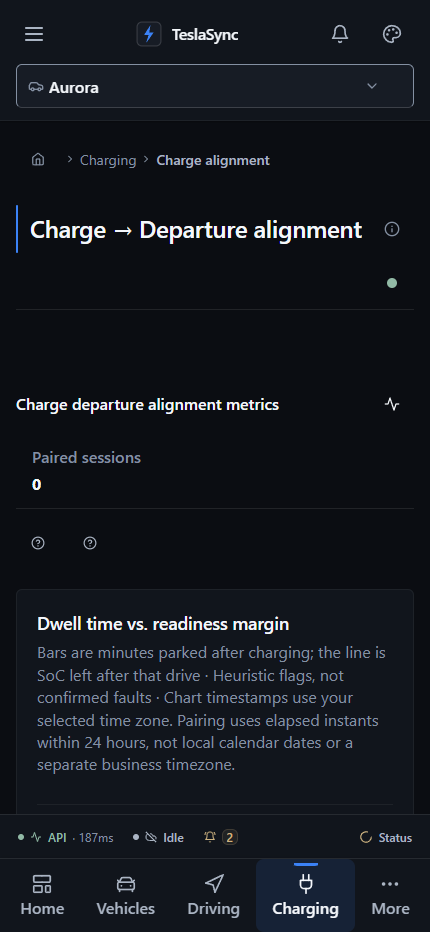 TeslaSync
Aurora
Charging
Charge alignment
Charge → Departure alignment
Charge departure alignment metrics
Paired sessions
0
Dwell time vs. readiness margin
Bars are minutes parked after charging; the line is
SoC left after that drive · Heuristic flags, not
confirmed faults · Chart timestamps use your
selected time zone. Pairing uses elapsed instants
within 24 hours, not local calendar dates or a
separate business timezone.
API · 187ms
Idle
2
Status
Home
Vehicles
Driving
Charging
More